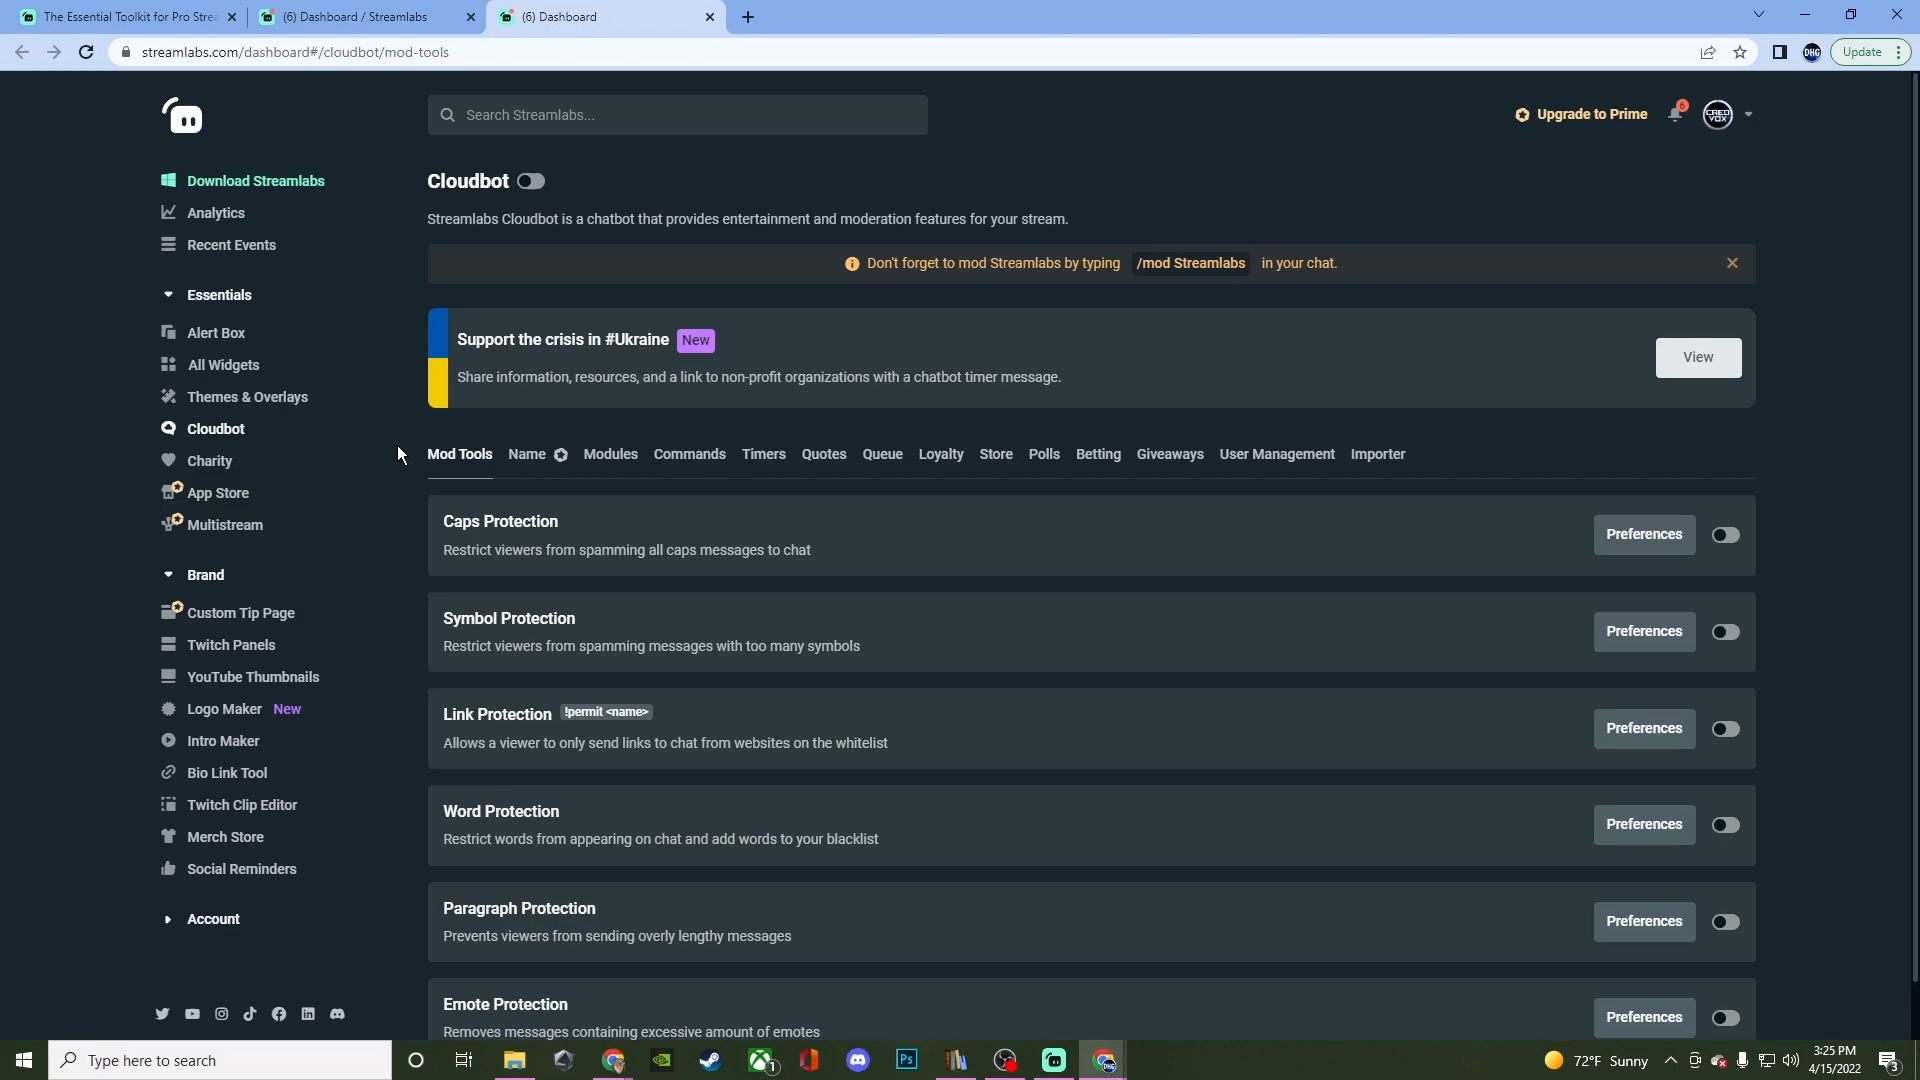 The Essential Toolkit for Pro Strea
(6) Dashboard / Streamlabs
(6) Dashboard
streamlabs.com/dashboard#/cloudbot/mod-tools
DHG
Update
Search Streamlabs...
Upgrade to Prime
6
CRED VOX
Download Streamlabs
Analytics
Recent Events
Essentials
Alert Box
All Widgets
Themes & Overlays
Cloudbot
Charity
App Store
Multistream
Brand
Custom Tip Page
Twitch Panels
YouTube Thumbnails
Logo Maker New
Intro Maker
Bio Link Tool
Twitch Clip Editor
Merch Store
Social Reminders
Account
Cloudbot
Streamlabs Cloudbot is a chatbot that provides entertainment and moderation features for your stream.
Don't forget to mod Streamlabs by typing /mod Streamlabs in your chat.
Support the crisis in #Ukraine New
Share information, resources, and a link to non-profit organizations with a chatbot timer message.
View
Mod Tools Name Modules Commands Timers Quotes Queue Loyalty Store Polls Betting Giveaways User Management Importer
Caps Protection
Restrict viewers from spamming all caps messages to chat
Preferences
Symbol Protection
Restrict viewers from spamming messages with too many symbols
Preferences
Link Protection !permit <name>
Allows a viewer to only send links to chat from websites on the whitelist
Preferences
Word Protection
Restrict words from appearing on chat and add words to your blacklist
Preferences
Paragraph Protection
Prevents viewers from sending overly lengthy messages
Preferences
Emote Protection
Removes messages containing excessive amount of emotes
Preferences
Type here to search
1
Ps
DHG
72°F Sunny
3:25 PM
4/15/2022
3